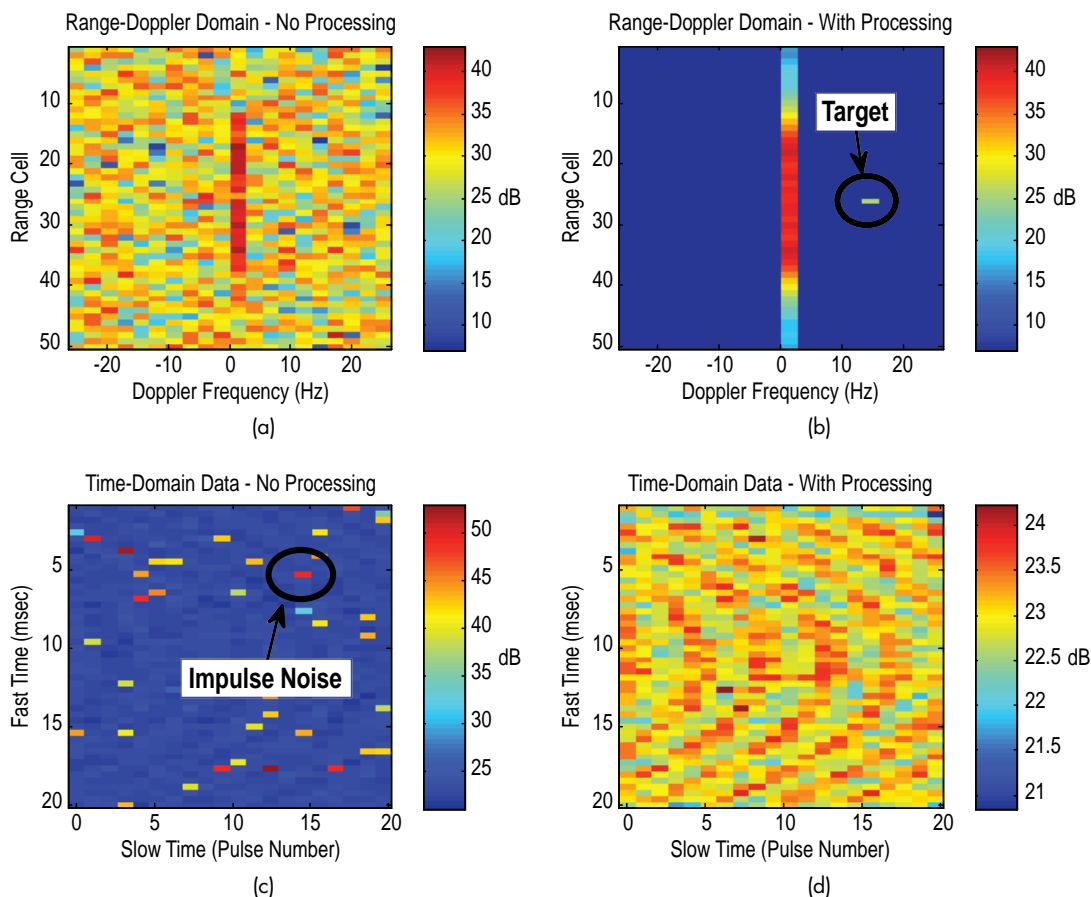 Range-Doppler Domain - No Processing
Range Cell
10
20
30
40
50
-20
-10
0
10
20
Doppler Frequency (Hz)
40
35
30
25
20
15
10
dB
(a)
Range-Doppler Domain - With Processing
Target
Range Cell
10
20
30
40
50
-20
-10
0
10
20
Doppler Frequency (Hz)
40
35
30
25
20
15
10
dB
(b)
Time-Domain Data - No Processing
Impulse Noise
Fast Time (msec)
5
10
15
20
0
5
10
15
20
Slow Time (Pulse Number)
50
45
40
35
30
25
dB
(c)
Time-Domain Data - With Processing
Fast Time (msec)
5
10
15
20
0
5
10
15
20
Slow Time (Pulse Number)
24
23.5
23
22.5
22
21.5
21
dB
(d)